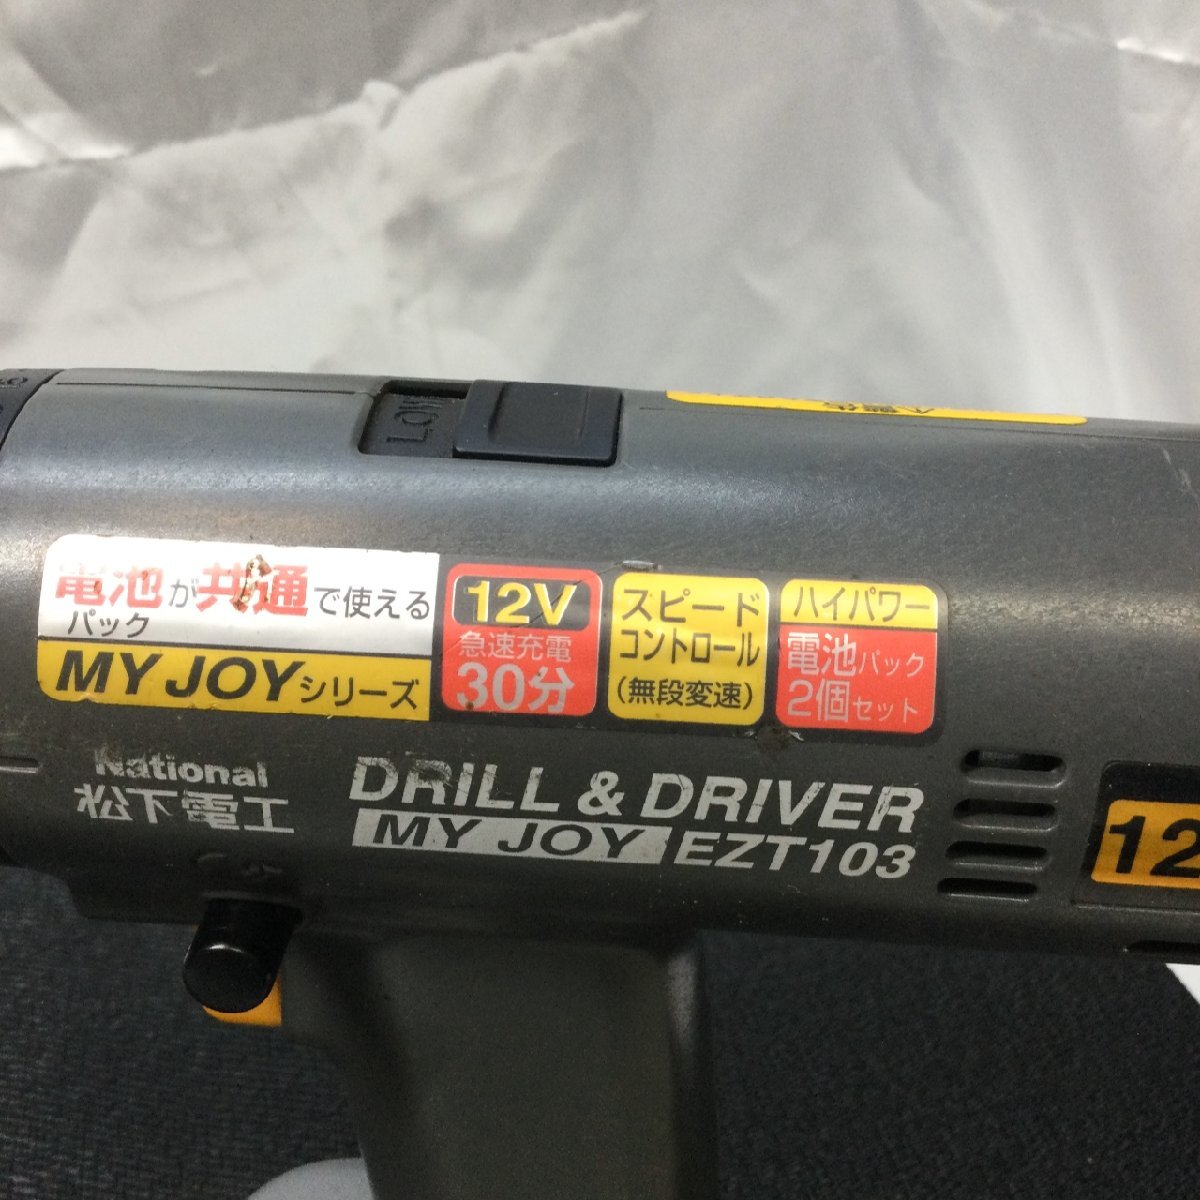 LOW
電池が共通で使える
パック
MY JOYシリーズ
12V
急速充電
30分
スピード
コントロール
(無段変速)
ハイパワー
電池パック
2個セット
National
松下電工
DRILL & DRIVER
MY JOY EZT103
12